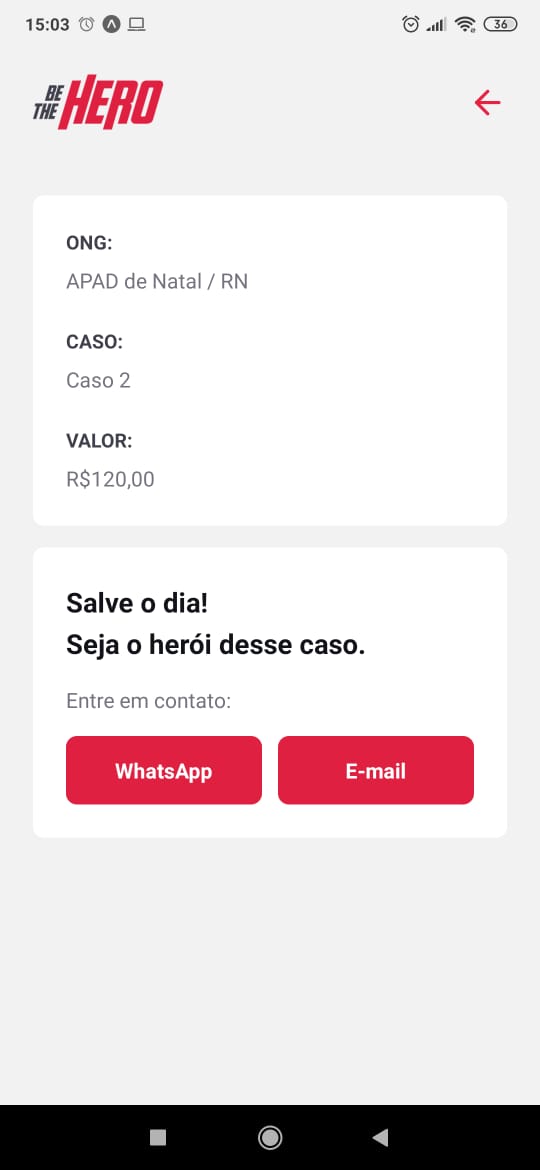 15:03
36
BE
THE HERO
ONG:
APAD de Natal / RN
CASO:
Caso 2
VALOR:
R$120,00
Salve o dia!
Seja o herói desse caso.
Entre em contato:
WhatsApp
E-mail